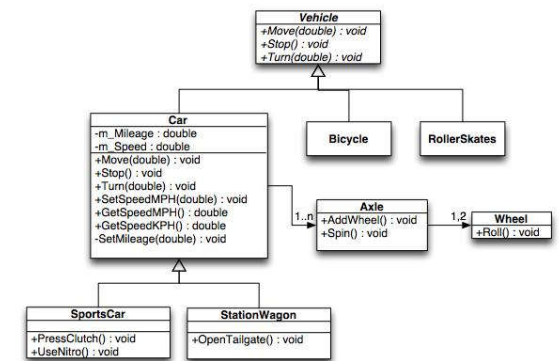 Vehicle
+Move(double) : void
+Stop() : void
+Turn(double) : void
Car
-m_Mileage : double
-m_Speed : double
+Move(double) : void
+Stop() : void
+Turn(double) : void
+SetSpeedMPH(double) : void
+GetSpeedMPH() : double
+GetSpeedKPH() : double
-SetMileage(double) : void
Bicycle
RollerSkates
1..n
Axle
+AddWheel() : void
+Spin() : void
1,2
Wheel
+Roll() : void
SportsCar
+PressClutch() : void
+UseNitro() : void
StationWagon
+OpenTailgate() : void